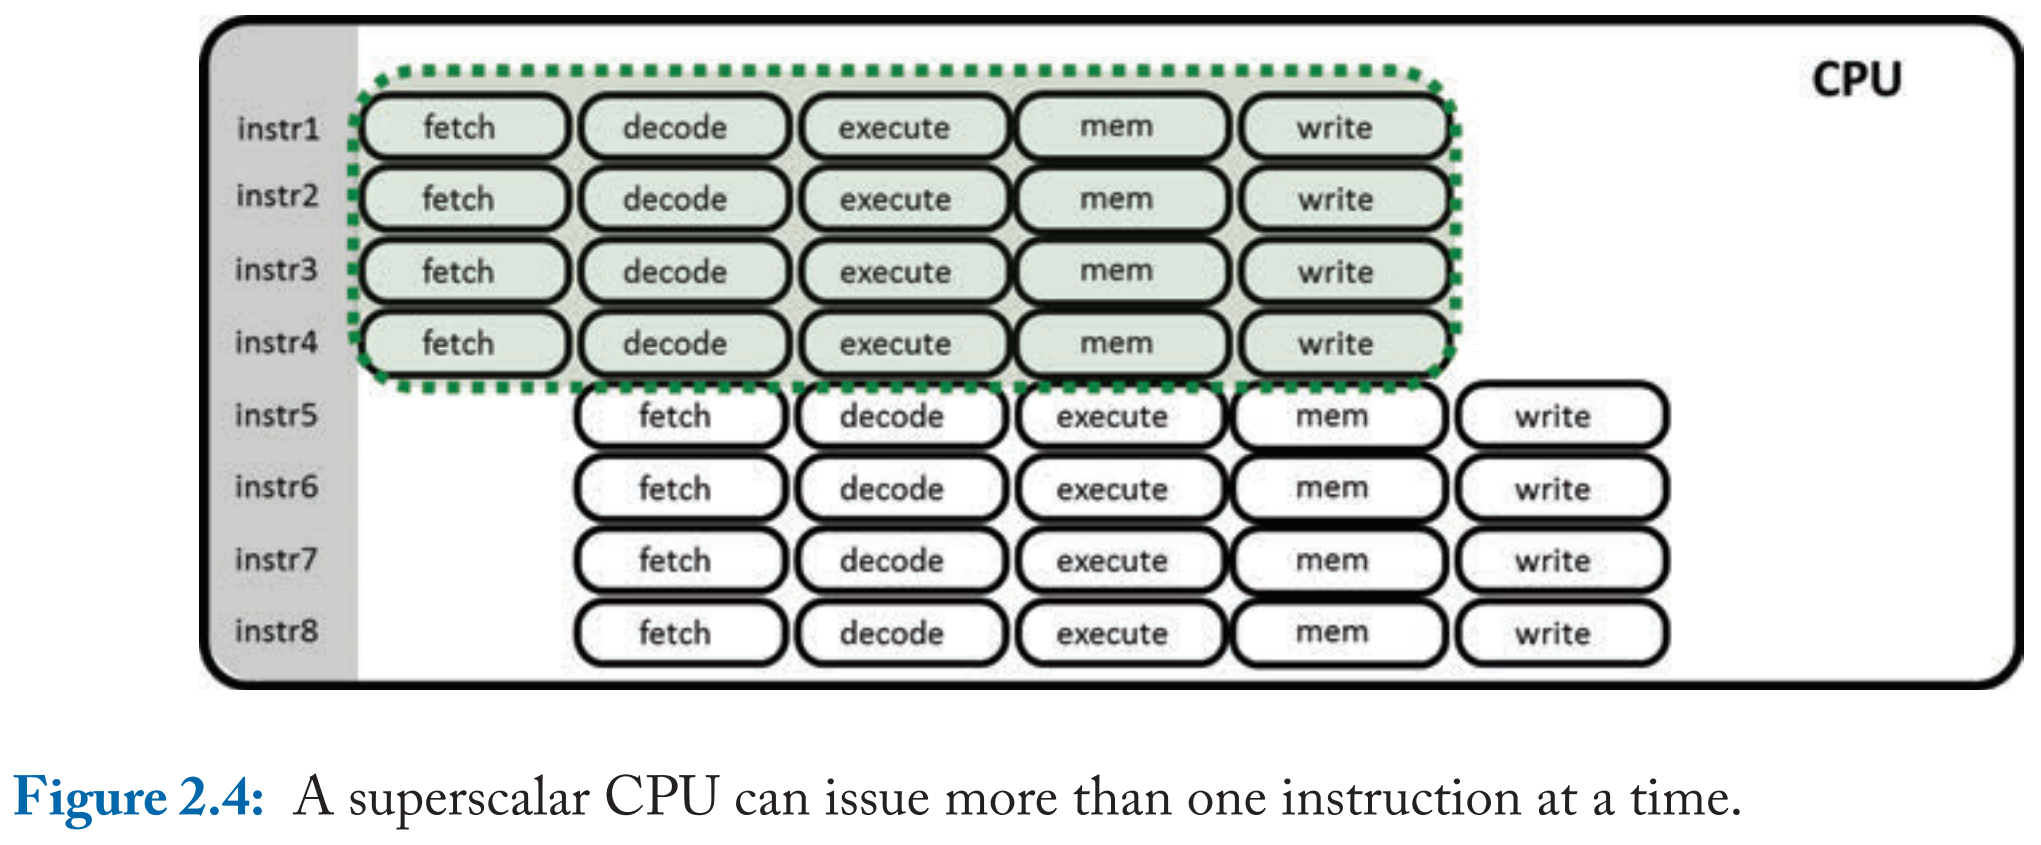 CPU
instr1 fetch decode execute mem write
instr2 fetch decode execute mem write
instr3 fetch decode execute mem write
instr4 fetch decode execute mem write
instr5 fetch decode execute mem write
instr6 fetch decode execute mem write
instr7 fetch decode execute mem write
instr8 fetch decode execute mem write
Figure 2.4: A superscalar CPU can issue more than one instruction at a time.